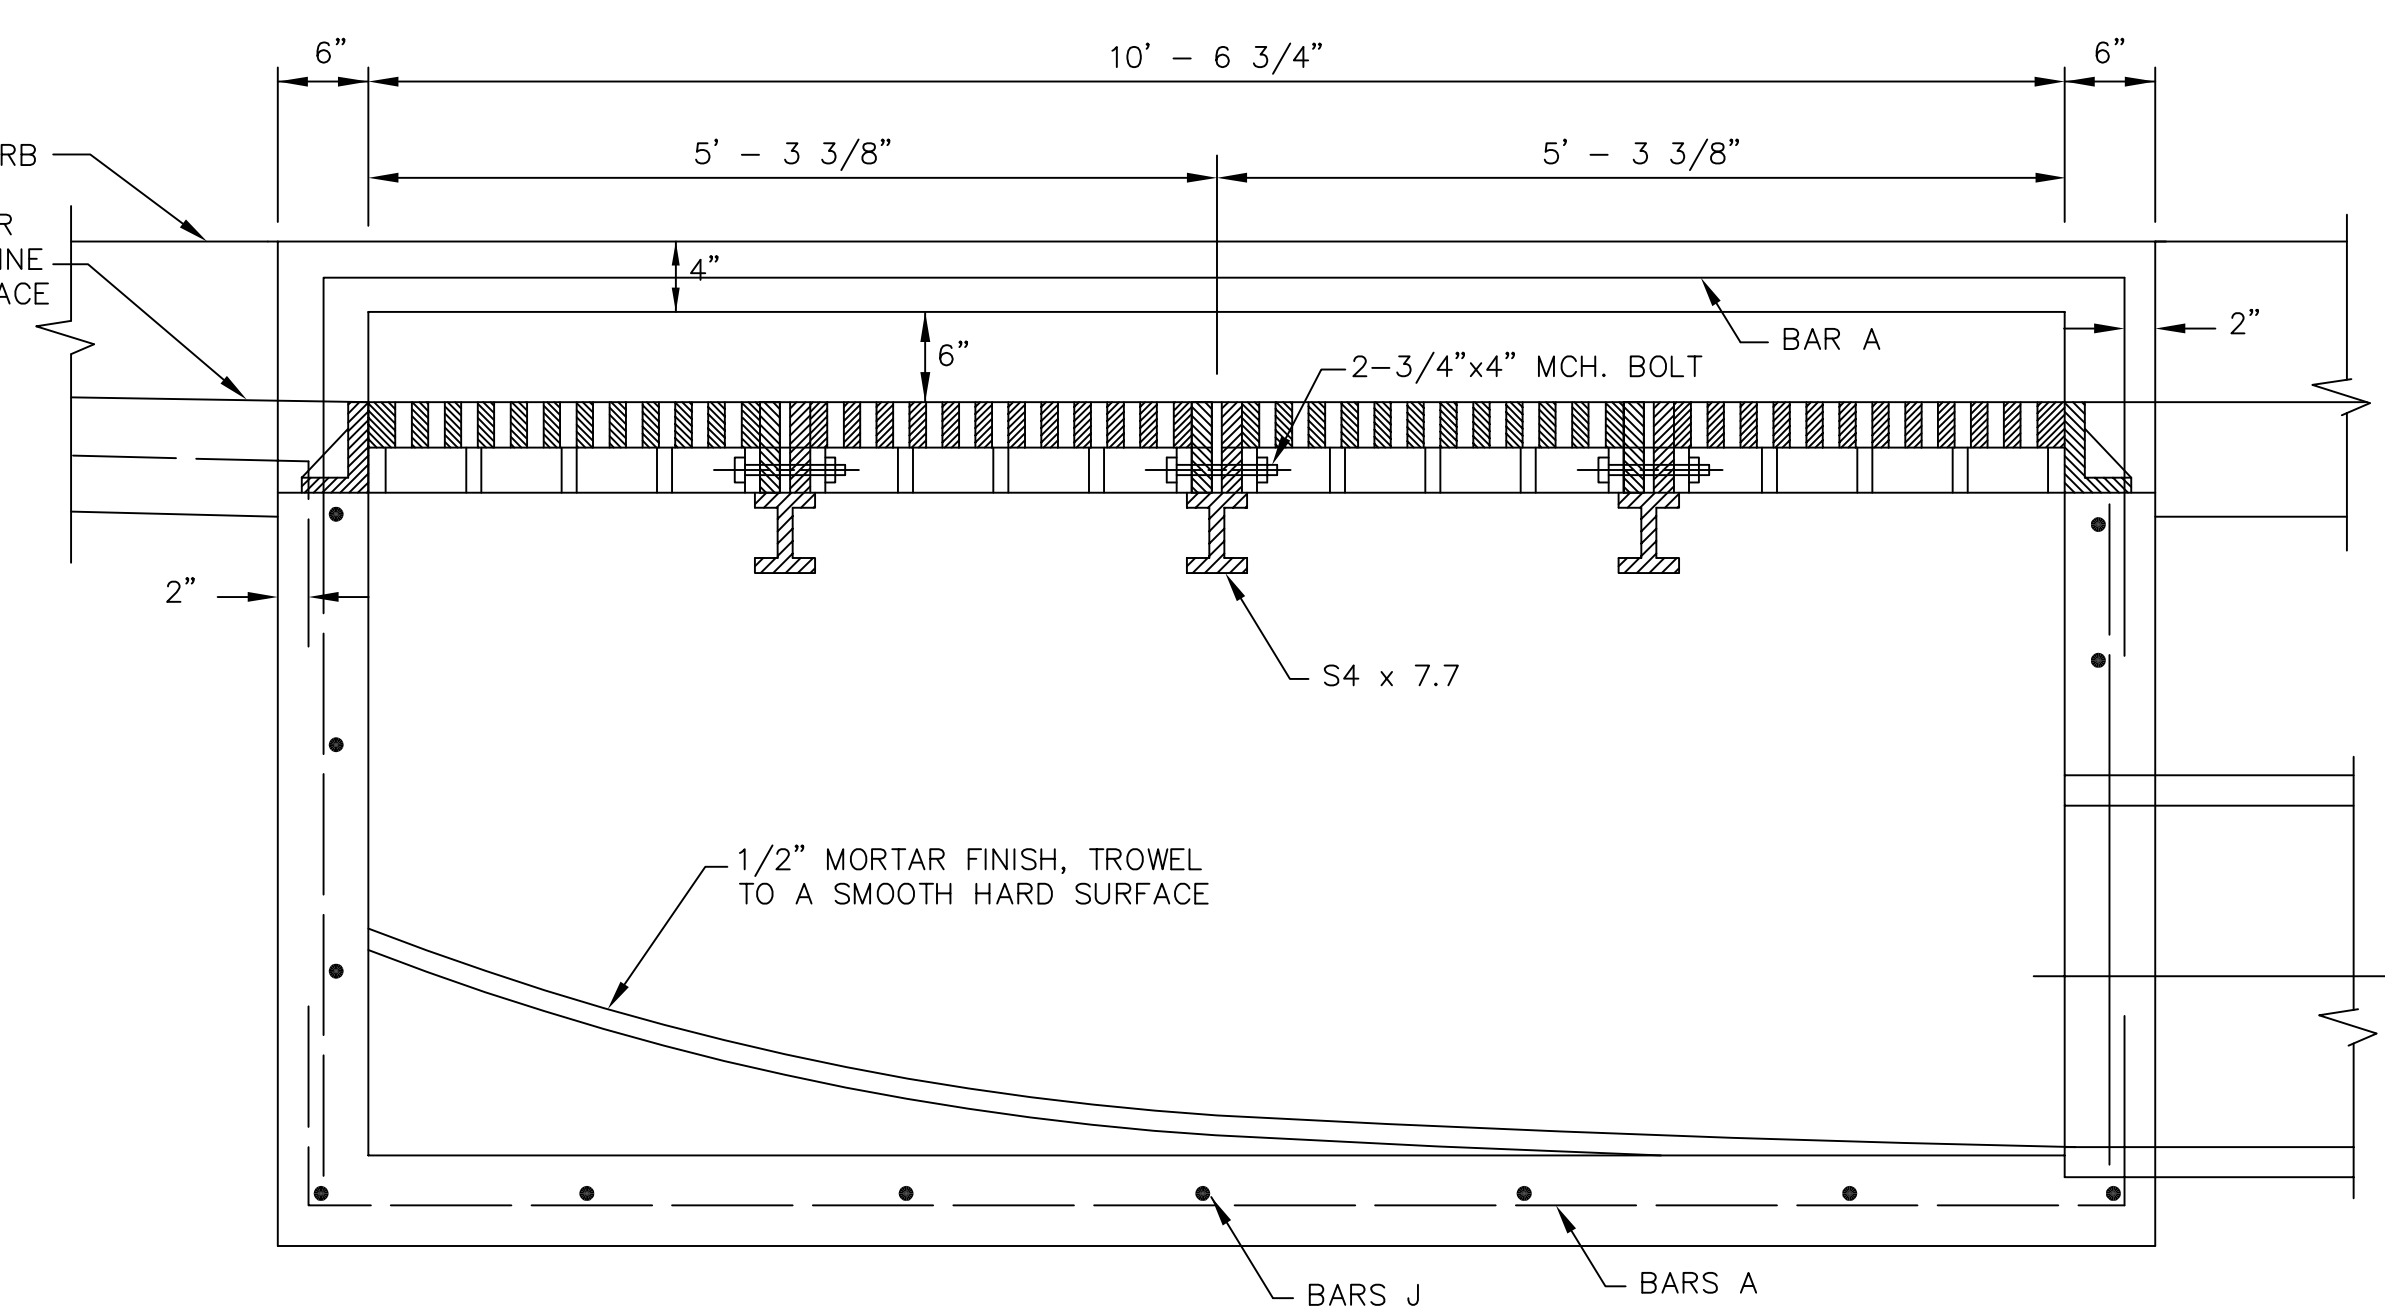 6”
10’ – 6 3/4”
6”
5’ – 3 3/8”
5’ – 3 3/8”
RB
R
INE
ACE
4”
6”
BAR A
2”
2–3/4”x4” MCH. BOLT
2”
S4 x 7.7
1/2” MORTAR FINISH, TROWEL
TO A SMOOTH HARD SURFACE
BARS J
BARS A